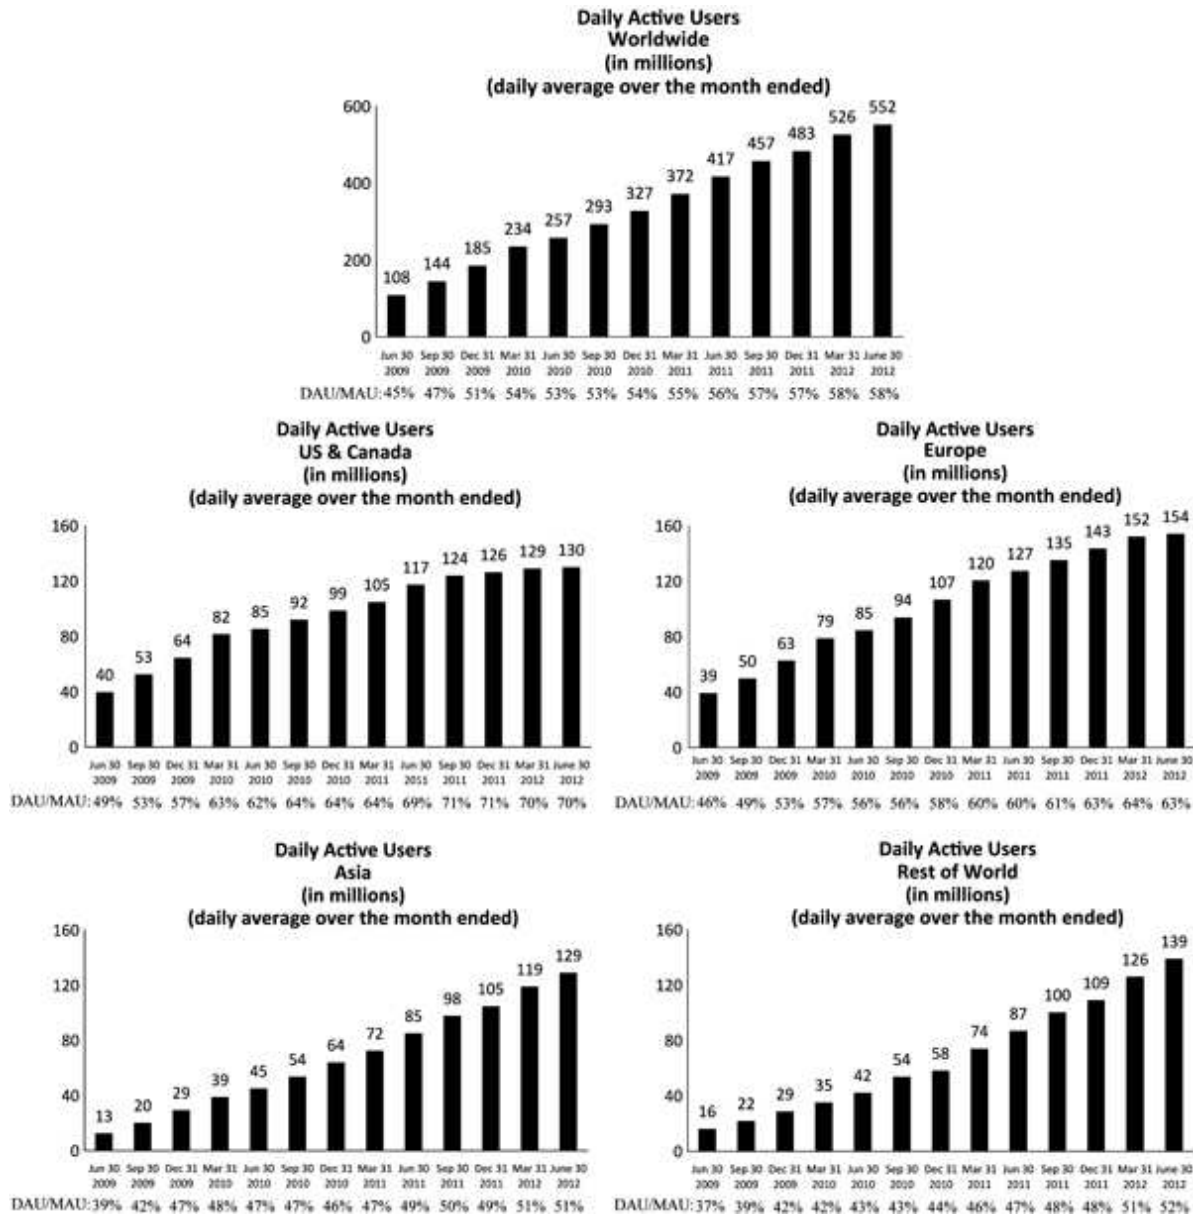 Daily Active Users
Worldwide
(in millions)
(daily average over the month ended)
600
400
200
0
108 144 185 234 257 293 327 372 417 457 483 526 552
Jun 30 Sep 30 Dec 31 Mar 31 Jun 30 Sep 30 Dec 31 Mar 31 Jun 30 Sep 30 Dec 31 Mar 31 June 30
2009 2009 2009 2010 2010 2010 2010 2011 2011 2011 2011 2012 2012
DAU/MAU: 45% 47% 51% 54% 53% 53% 54% 55% 56% 57% 57% 58% 58%
Daily Active Users
US & Canada
(in millions)
(daily average over the month ended)
160
120
80
40
0
40 53 64 82 85 92 99 105 117 124 126 129 130
Jun 30 Sep 30 Dec 31 Mar 31 Jun 30 Sep 30 Dec 31 Mar 31 Jun 30 Sep 30 Dec 31 Mar 31 June 30
2009 2009 2009 2010 2010 2010 2010 2011 2011 2011 2011 2012 2012
DAU/MAU: 49% 53% 57% 63% 62% 64% 64% 64% 69% 71% 71% 70% 70%
Daily Active Users
Europe
(in millions)
(daily average over the month ended)
160
120
80
40
0
39 50 63 79 85 94 107 120 127 135 143 152 154
Jun 30 Sep 30 Dec 31 Mar 31 Jun 30 Sep 30 Dec 31 Mar 31 Jun 30 Sep 30 Dec 31 Mar 31 June 30
2009 2009 2009 2010 2010 2010 2010 2011 2011 2011 2011 2012 2012
DAU/MAU: 46% 49% 53% 57% 56% 56% 58% 60% 60% 61% 63% 64% 63%
Daily Active Users
Asia
(in millions)
(daily average over the month ended)
160
120
80
40
0
13 20 29 39 45 54 64 72 85 98 105 119 129
Jun 30 Sep 30 Dec 31 Mar 31 Jun 30 Sep 30 Dec 31 Mar 31 Jun 30 Sep 30 Dec 31 Mar 31 June 30
2009 2009 2009 2010 2010 2010 2010 2011 2011 2011 2011 2012 2012
DAU/MAU: 39% 42% 47% 48% 47% 47% 46% 47% 49% 50% 49% 51% 51%
Daily Active Users
Rest of World
(in millions)
(daily average over the month ended)
160
120
80
40
0
16 22 29 35 42 54 58 74 87 100 109 126 139
Jun 30 Sep 30 Dec 31 Mar 31 Jun 30 Sep 30 Dec 31 Mar 31 Jun 30 Sep 30 Dec 31 Mar 31 June 30
2009 2009 2009 2010 2010 2010 2010 2011 2011 2011 2011 2012 2012
DAU/MAU: 37% 39% 42% 42% 43% 43% 44% 46% 47% 48% 48% 51% 52%